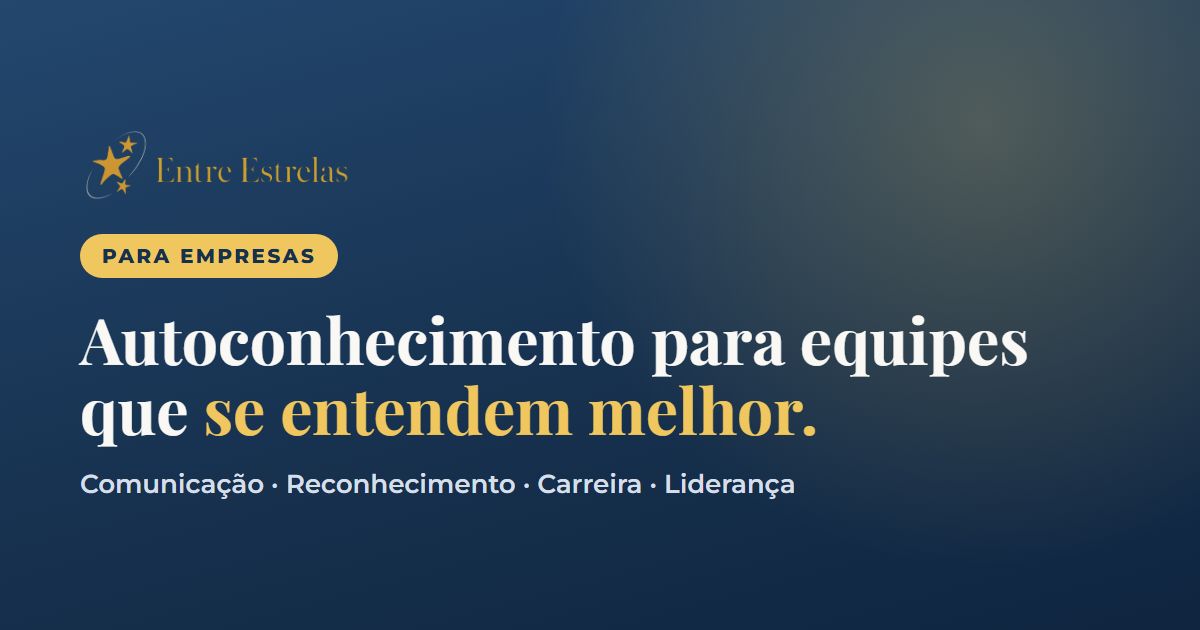 Entre Estrelas
PARA EMPRESAS
Autoconhecimento para equipes
que se entendem melhor.
Comunicação · Reconhecimento · Carreira · Liderança